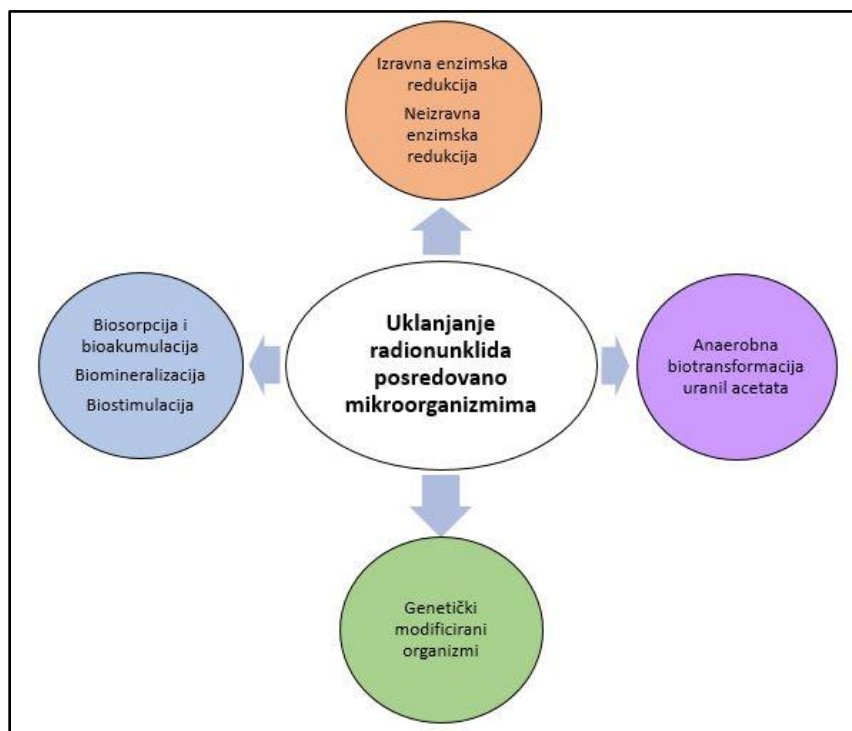 Izravna enzimska
redukcija
Neizravna
enzimska
redukcija
Uklanjanje
radionunklida
posredovano
mikroorganizmima
Biosorpcija i
bioakumulacija
Biomineralizacija
Biostimulacija
Anaerobna
biotransformacija
uranil acetata
Genetički
modificirani
organizmi